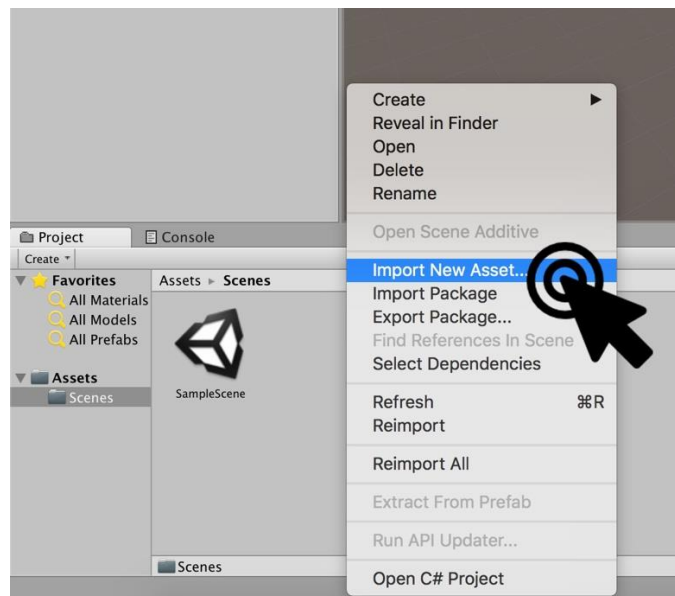 Create
Reveal in Finder
Open
Delete
Rename
Open Scene Additive
Import New Asset...
Import Package
Export Package...
Find References In Scene
Select Dependencies
Refresh ⌘R
Reimport
Reimport All
Extract From Prefab
Run API Updater...
Open C# Project
Project
Console
Create
Favorites
All Materials
All Models
All Prefabs
Assets
Scenes
Assets ▸ Scenes
SampleScene
Scenes